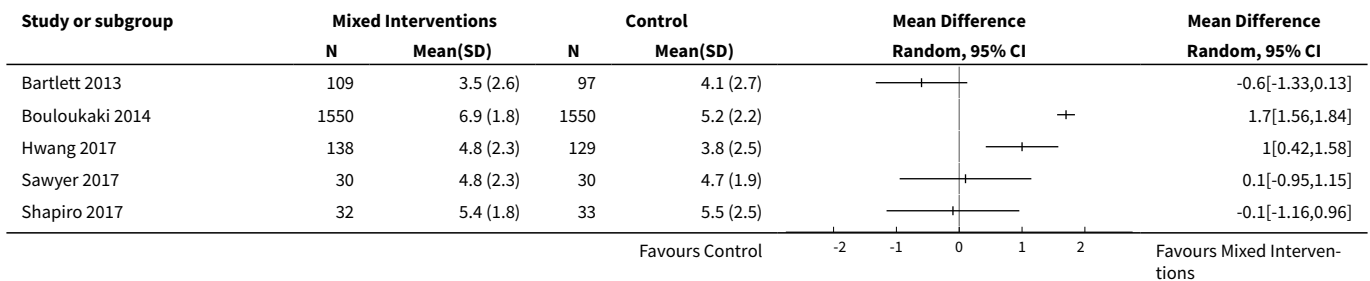 Study or subgroup Mixed Interventions Control Mean Difference Mean Difference
N Mean(SD) N Mean(SD) Random, 95% CI Random, 95% CI
Bartlett 2013 109 3.5 (2.6) 97 4.1 (2.7) -0.6[-1.33,0.13]
Bouloukaki 2014 1550 6.9 (1.8) 1550 5.2 (2.2) 1.7[1.56,1.84]
Hwang 2017 138 4.8 (2.3) 129 3.8 (2.5) 1[0.42,1.58]
Sawyer 2017 30 4.8 (2.3) 30 4.7 (1.9) 0.1[-0.95,1.15]
Shapiro 2017 32 5.4 (1.8) 33 5.5 (2.5) -0.1[-1.16,0.96]
Favours Control -2 -1 0 1 2 Favours Mixed Interven-
tions